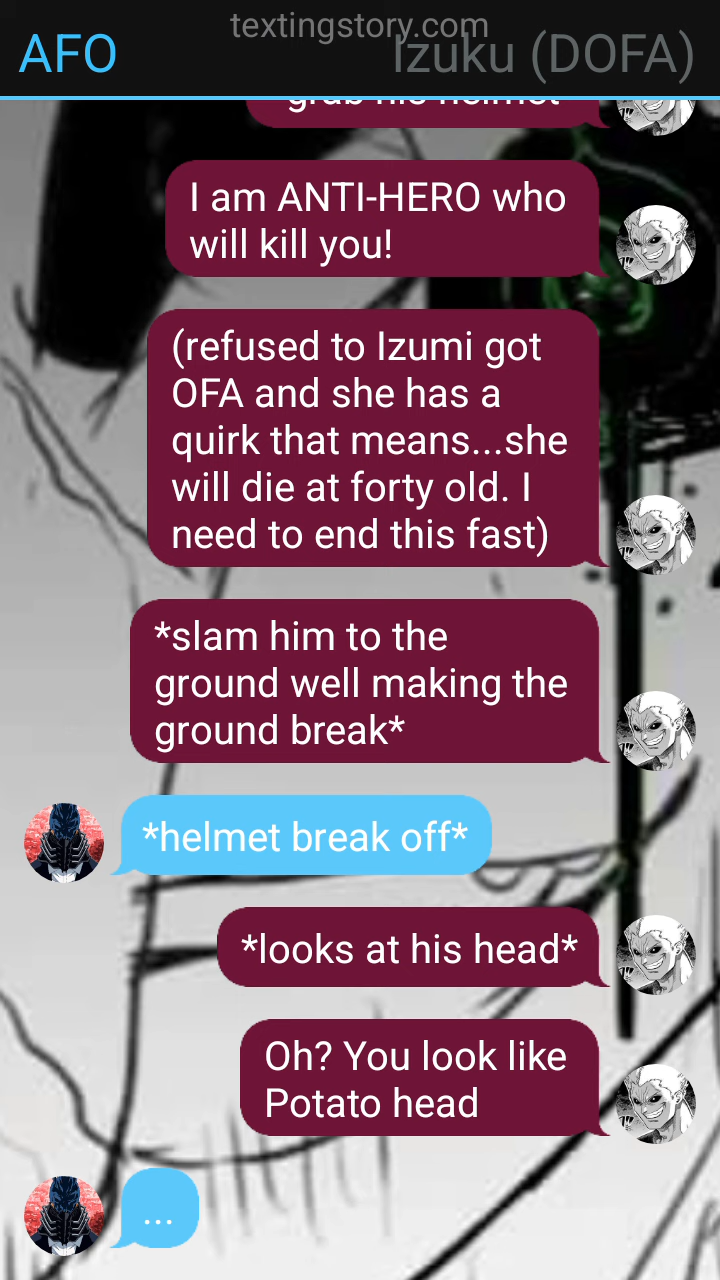 textingstory.com
AFO
Izuku (DOFA)
grab his helmet*
I am ANTI-HERO who
will kill you!
(refused to Izumi got
OFA and she has a
quirk that means...she
will die at forty old. I
need to end this fast)
*slam him to the
ground well making the
ground break*
*helmet break off*
*looks at his head*
Oh? You look like
Potato head
...